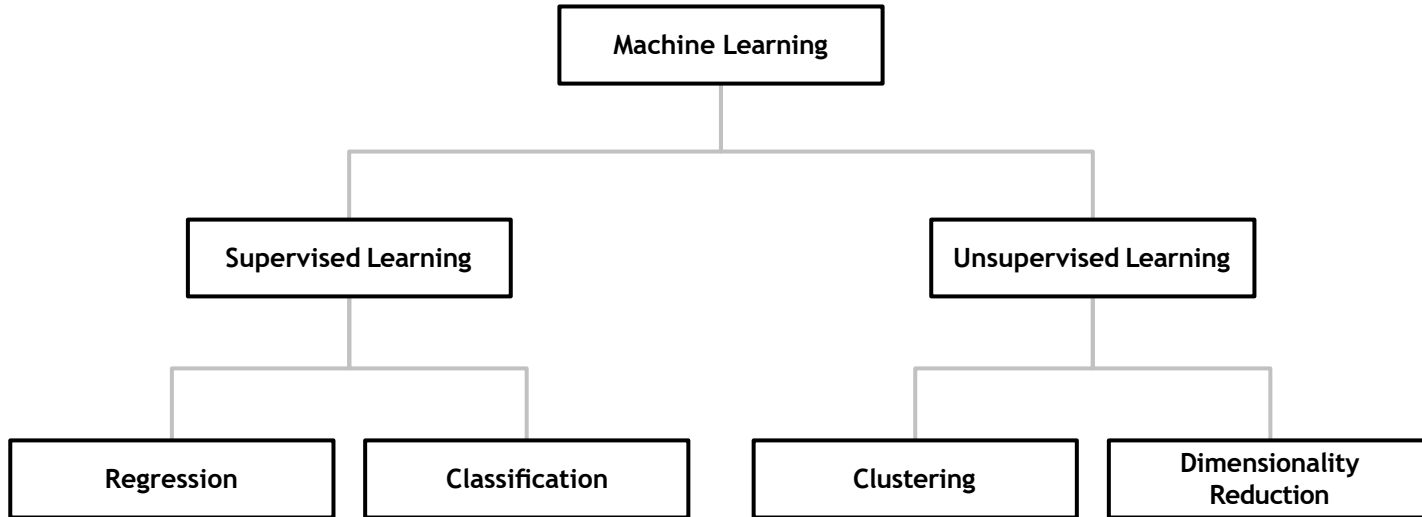 Machine Learning
Supervised Learning
Unsupervised Learning
Regression
Classification
Clustering
Dimensionality
Reduction